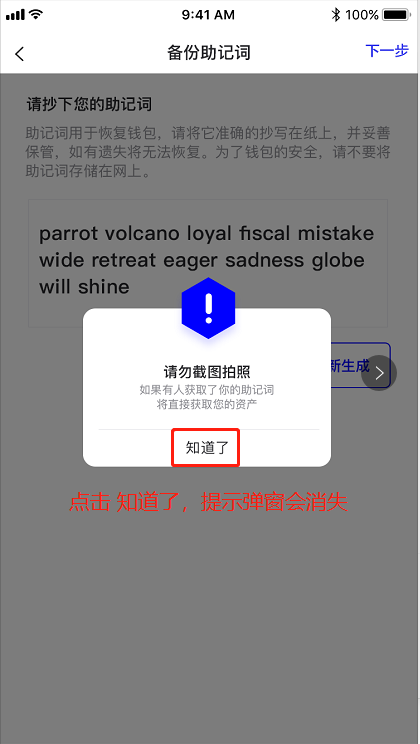 9:41 AM
100%
备份助记词
下一步
请抄下您的助记词
助记词用于恢复钱包，请将它准确的抄写在纸上，并妥善
保管，如有遗失将无法恢复。为了钱包的安全，请不要将
助记词存储在网上。
parrot volcano loyal fiscal mistake
wide retreat eager sadness globe
will shine
新生成
请勿截图拍照
如果有人获取了你的助记词
将直接获取您的资产
知道了
点击 知道了，提示弹窗会消失